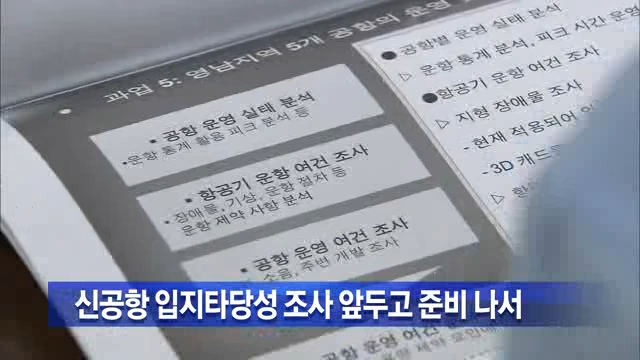 과업 5: 영남지역 5개 공항의 운영
▪ 공항 운영 실태 분석
•운항 통계 활용 피크 분석 등
▪ 항공기 운항 여건 조사
•장애물, 기상, 운항 절차 등
운항 제약 사항 분석
▪ 공항 운영 여건 조사
소음, 주변 개발 조사
●공항별 운영 실태 분석
▷ 운항 통계 분석, 피크 시간 운영
●항공기 운항 여건 조사
▷ 지형 장애물 조사
-현재 적용되어
-3D 캐드
▷
신공항 입지타당성 조사 앞두고 준비 나서